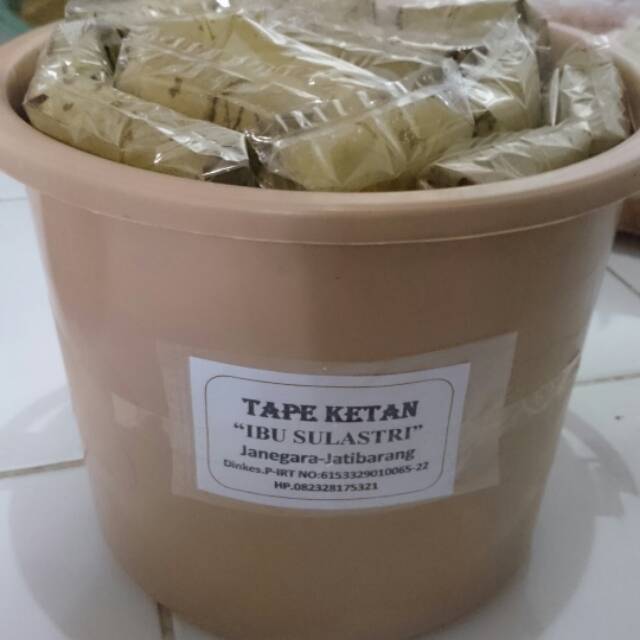 TAPE KETAN
“IBU SULASTRI”
Janegara-Jatibarang
Dinkes.P-IRT NO:6153329010065-22
HP.082328175321